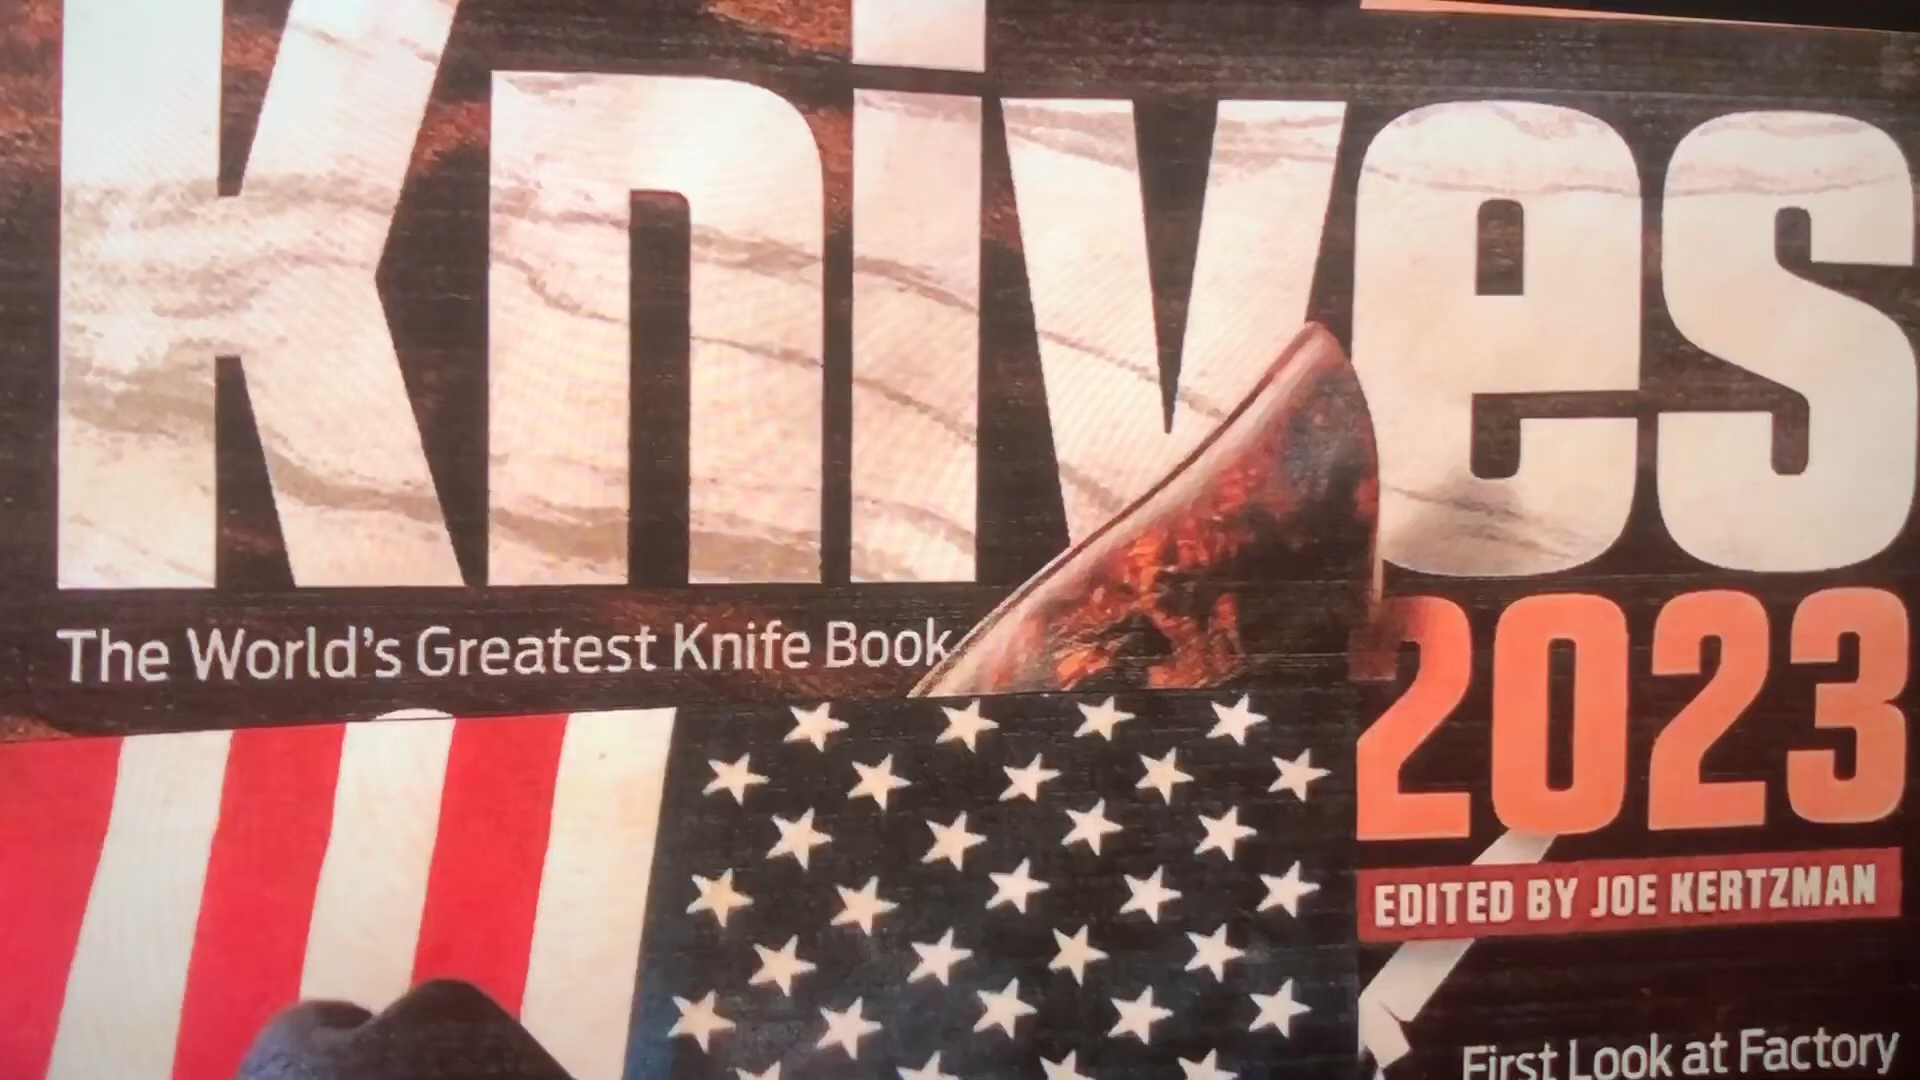 Knives
The World's Greatest Knife Book
2023
EDITED BY JOE KERTZMAN
First Look at Factory